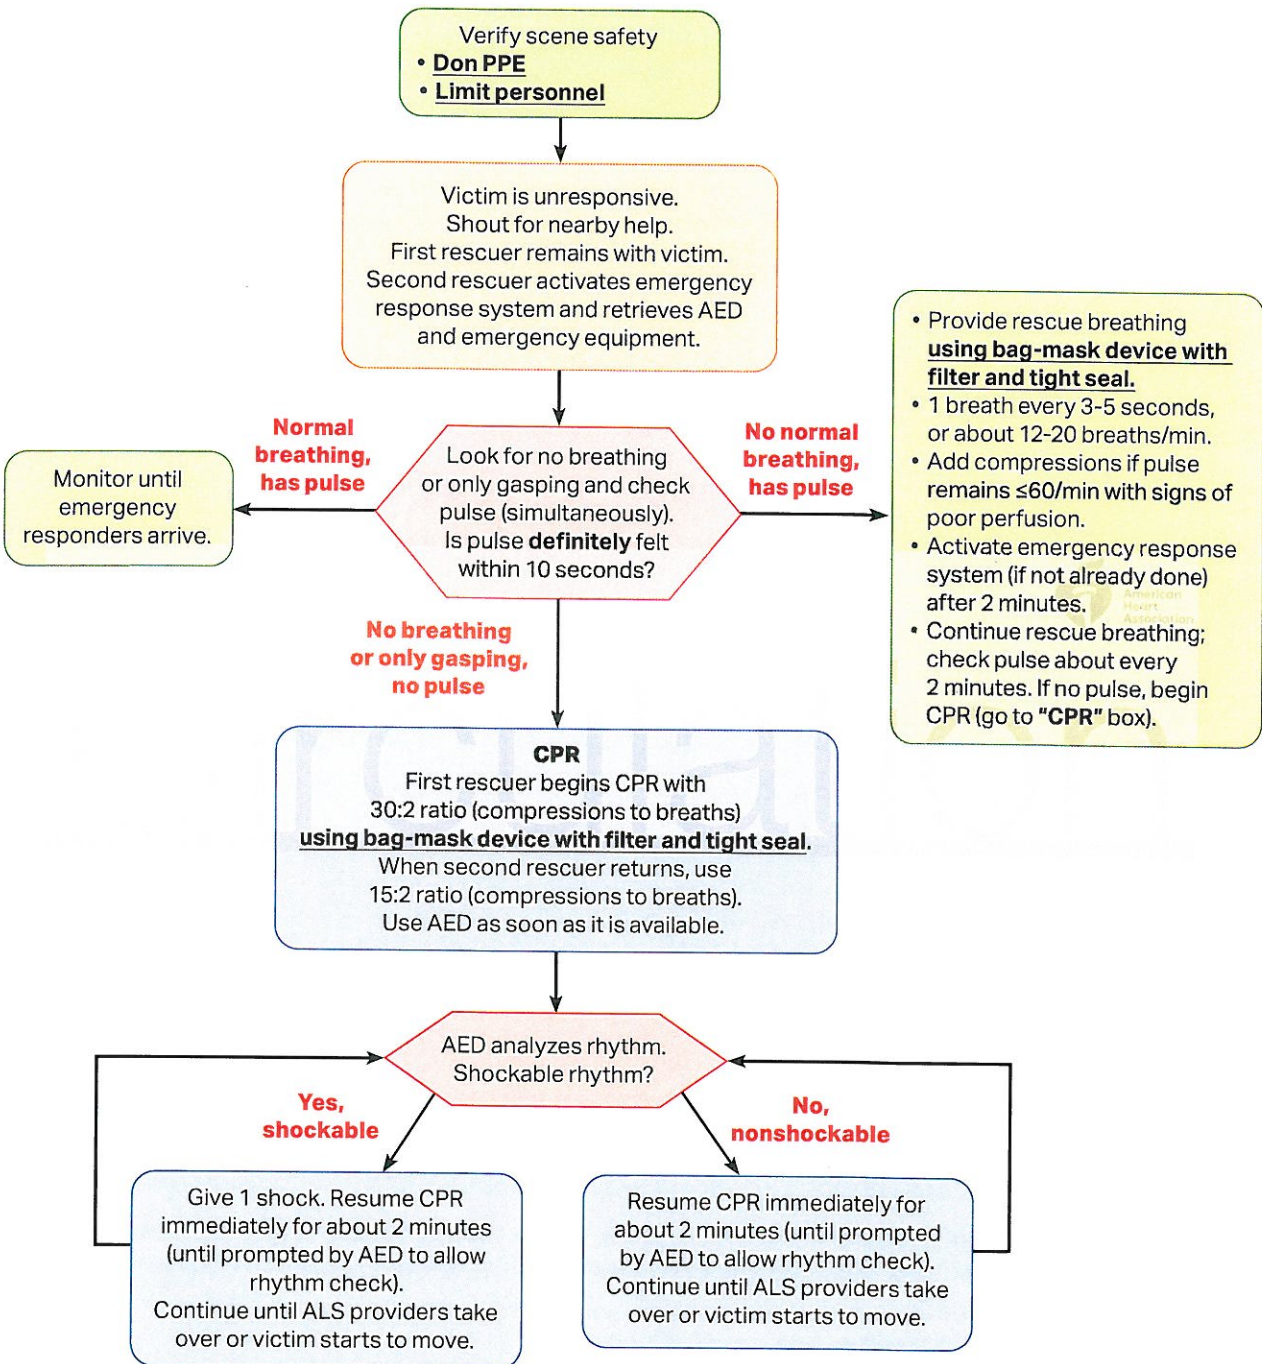 Verify scene safety
• Don PPE
• Limit personnel
Victim is unresponsive.
Shout for nearby help.
First rescuer remains with victim.
Second rescuer activates emergency
response system and retrieves AED
and emergency equipment.
Normal
breathing,
has pulse
Monitor until
emergency
responders arrive.
Look for no breathing
or only gasping and check
pulse (simultaneously).
Is pulse definitely felt
within 10 seconds?
No normal
breathing,
has pulse
• Provide rescue breathing
using bag-mask device with
filter and tight seal.
• 1 breath every 3-5 seconds,
or about 12-20 breaths/min.
• Add compressions if pulse
remains ≤60/min with signs of
poor perfusion.
• Activate emergency response
system (if not already done)
after 2 minutes.
• Continue rescue breathing;
check pulse about every
2 minutes. If no pulse, begin
CPR (go to "CPR" box).
American
Heart
Association
No breathing
or only gasping,
no pulse
CPR
First rescuer begins CPR with
30:2 ratio (compressions to breaths)
using bag-mask device with filter and tight seal.
When second rescuer returns, use
15:2 ratio (compressions to breaths).
Use AED as soon as it is available.
AED analyzes rhythm.
Shockable rhythm?
Yes,
shockable
No,
nonshockable
Give 1 shock. Resume CPR
immediately for about 2 minutes
(until prompted by AED to allow
rhythm check).
Continue until ALS providers take
over or victim starts to move.
Resume CPR immediately for
about 2 minutes (until prompted
by AED to allow rhythm check).
Continue until ALS providers take
over or victim starts to move.